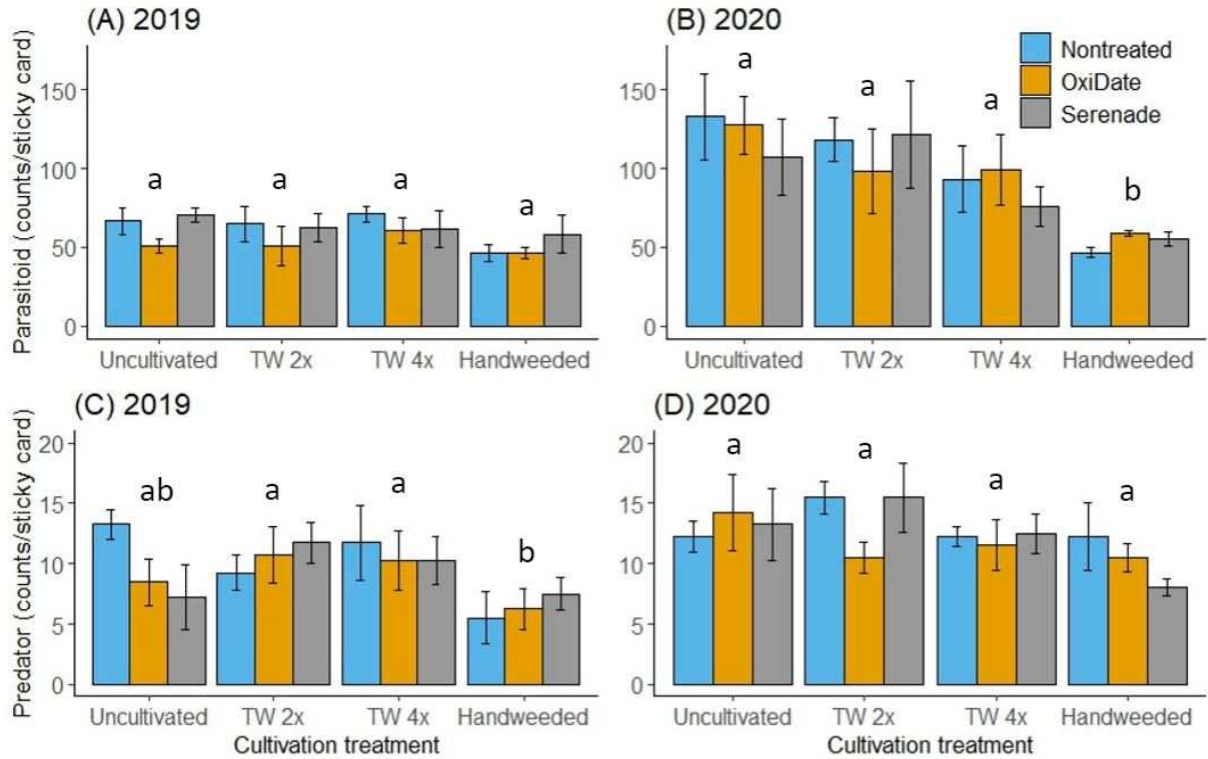 (A) 2019
Parasitoid (counts/sticky card)
150
100
50
0
a a a a
Uncultivated TW 2x TW 4x Handweeded
(B) 2020
Nontreated
OxiDate
Serenade
150
100
50
0
a a a b
Uncultivated TW 2x TW 4x Handweeded
(C) 2019
Predator (counts/sticky card)
20
15
10
5
0
ab a a b
Uncultivated TW 2x TW 4x Handweeded
Cultivation treatment
(D) 2020
20
15
10
5
0
a a a a
Uncultivated TW 2x TW 4x Handweeded
Cultivation treatment